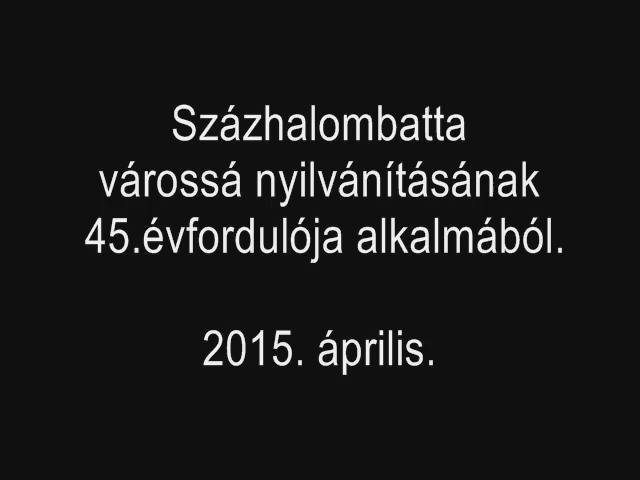 Százhalombatta
várossá nyilvánításának
45.évfordulója alkalmából.
2015. április.